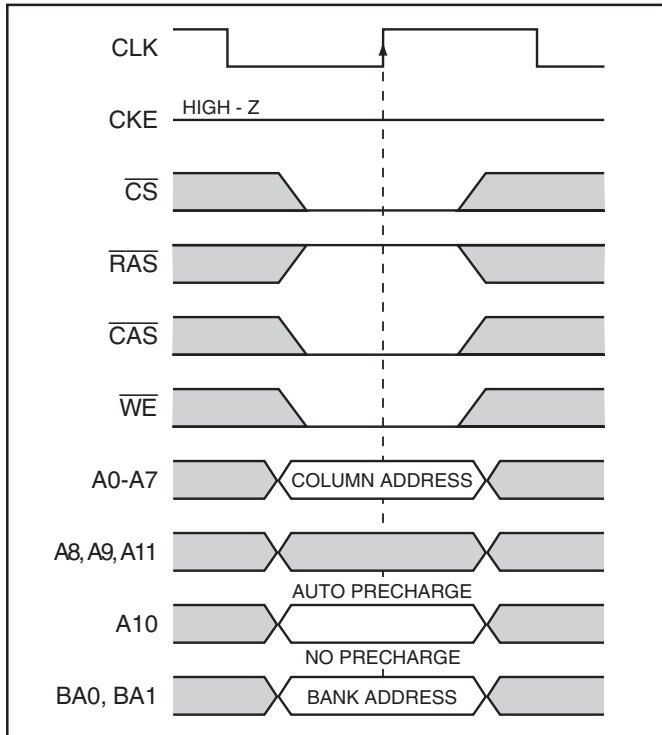 CLK
CKE HIGH - Z
CS
RAS
CAS
WE
A0-A7 COLUMN ADDRESS
A8, A9, A11
AUTO PRECHARGE
A10
NO PRECHARGE
BA0, BA1 BANK ADDRESS